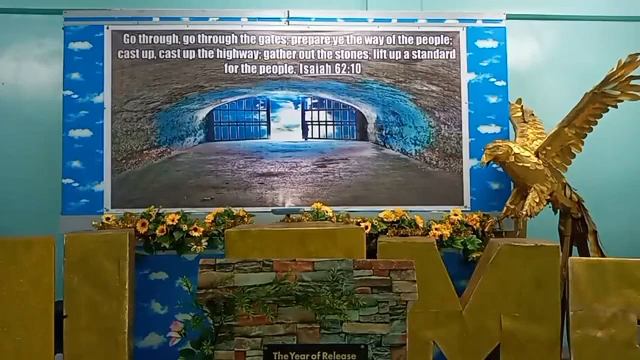 Go through, go through the gates; prepare ye the way of the people;
cast up, cast up the highway; gather out the stones; lift up a standard
for the people. Isaiah 62:10
The Year of Release